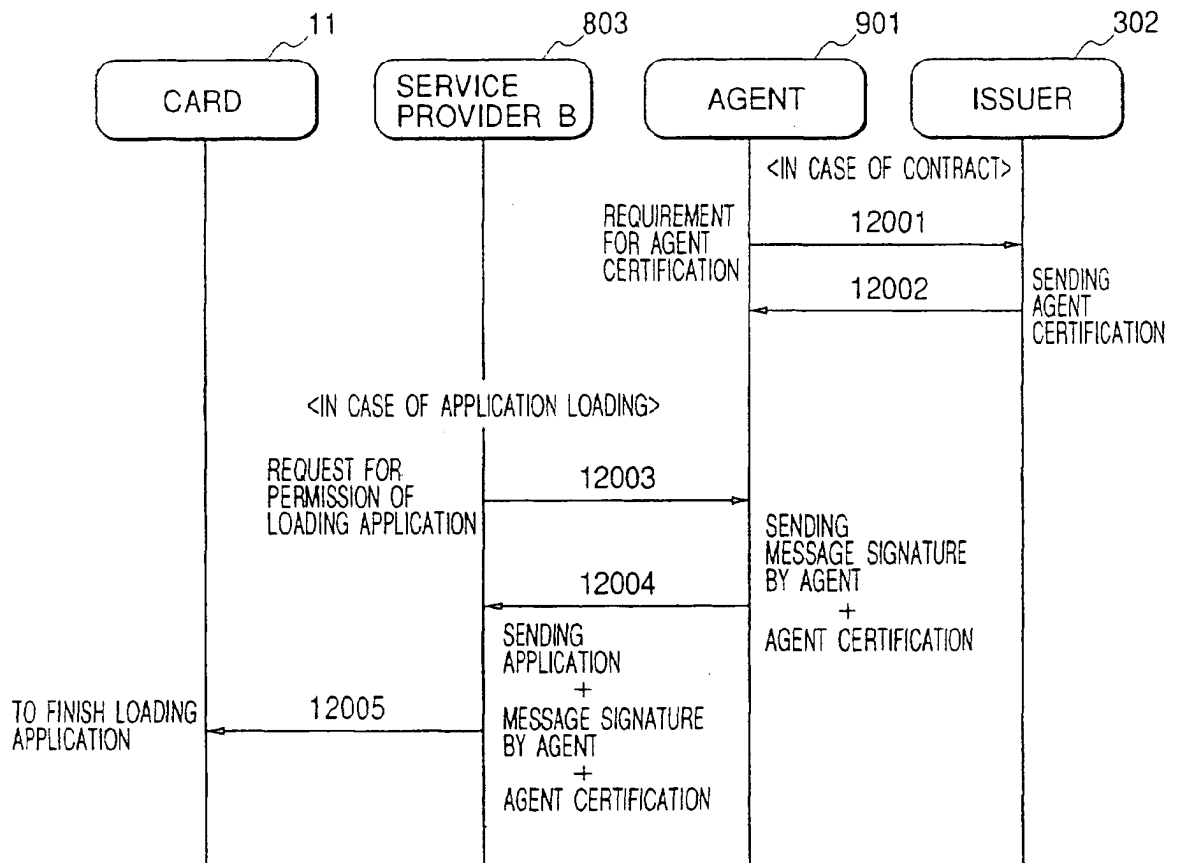 11
803
901
302
CARD
SERVICE
PROVIDER B
AGENT
ISSUER
<IN CASE OF CONTRACT>
REQUIREMENT
FOR AGENT
CERTIFICATION
12001
12002
SENDING
AGENT
CERTIFICATION
<IN CASE OF APPLICATION LOADING>
REQUEST FOR
PERMISSION OF
LOADING APPLICATION
12003
SENDING
MESSAGE SIGNATURE
BY AGENT
+
AGENT CERTIFICATION
12004
SENDING
APPLICATION
+
MESSAGE SIGNATURE
BY AGENT
+
AGENT CERTIFICATION
12005
TO FINISH LOADING
APPLICATION